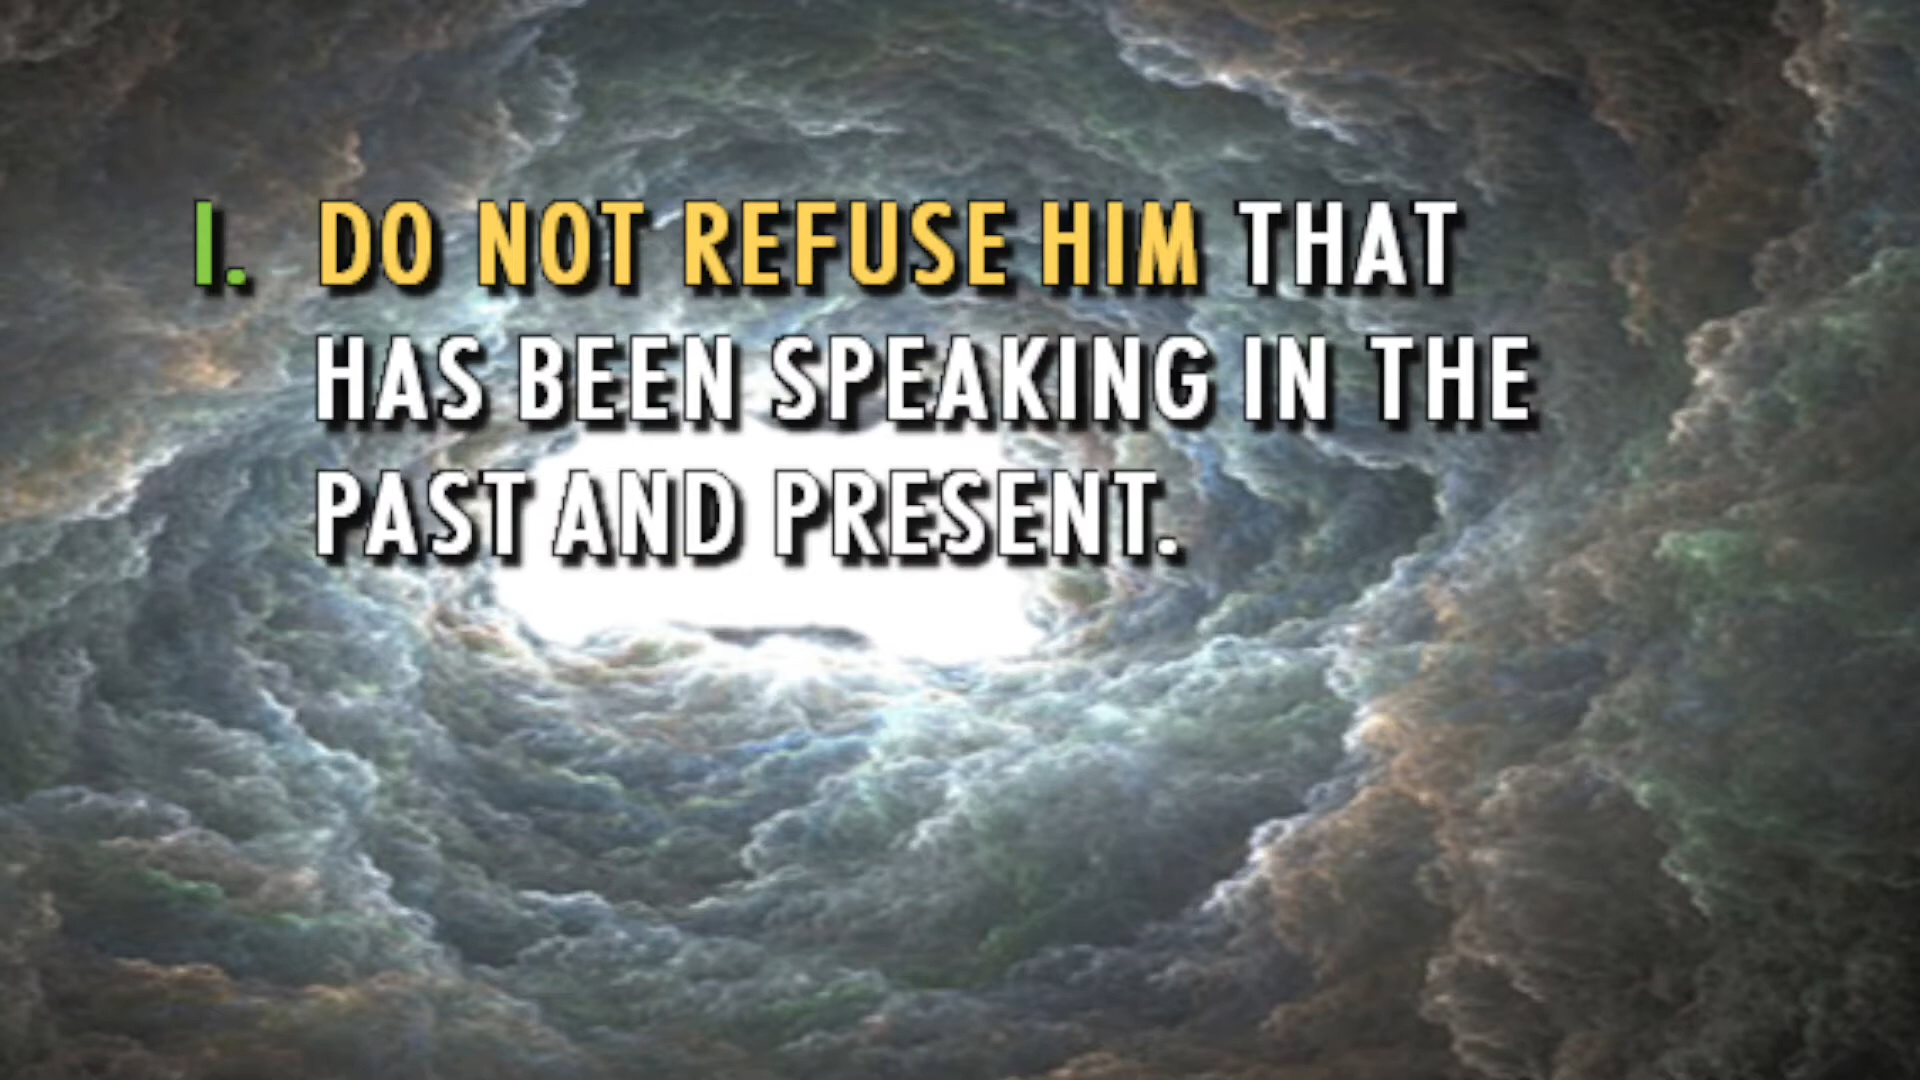 I. DO NOT REFUSE HIM THAT
HAS BEEN SPEAKING IN THE
PAST AND PRESENT.